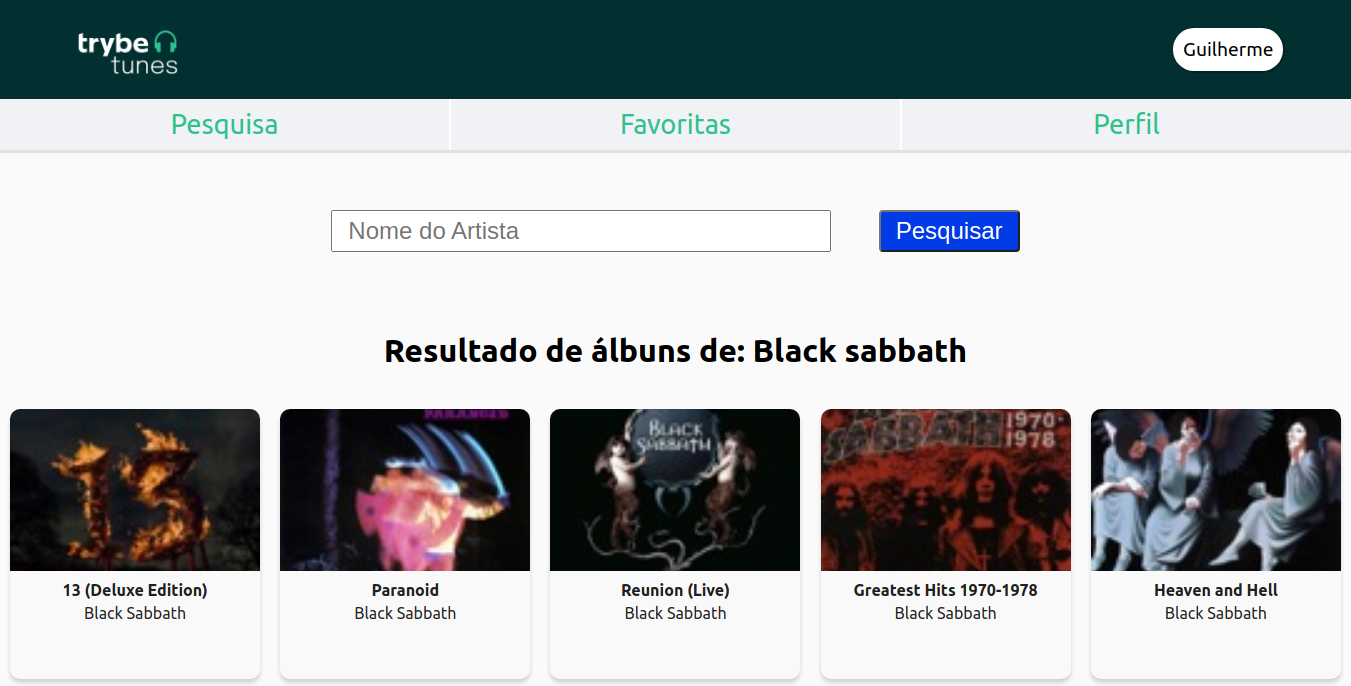 trybe
tunes
Guilherme
Pesquisa
Favoritas
Perfil
Nome do Artista
Pesquisar
Resultado de álbuns de: Black sabbath
13
PARANOID
BLACK
SABBATH
SABBATH
1970-
1978
13 (Deluxe Edition)
Black Sabbath
Paranoid
Black Sabbath
Reunion (Live)
Black Sabbath
Greatest Hits 1970-1978
Black Sabbath
Heaven and Hell
Black Sabbath